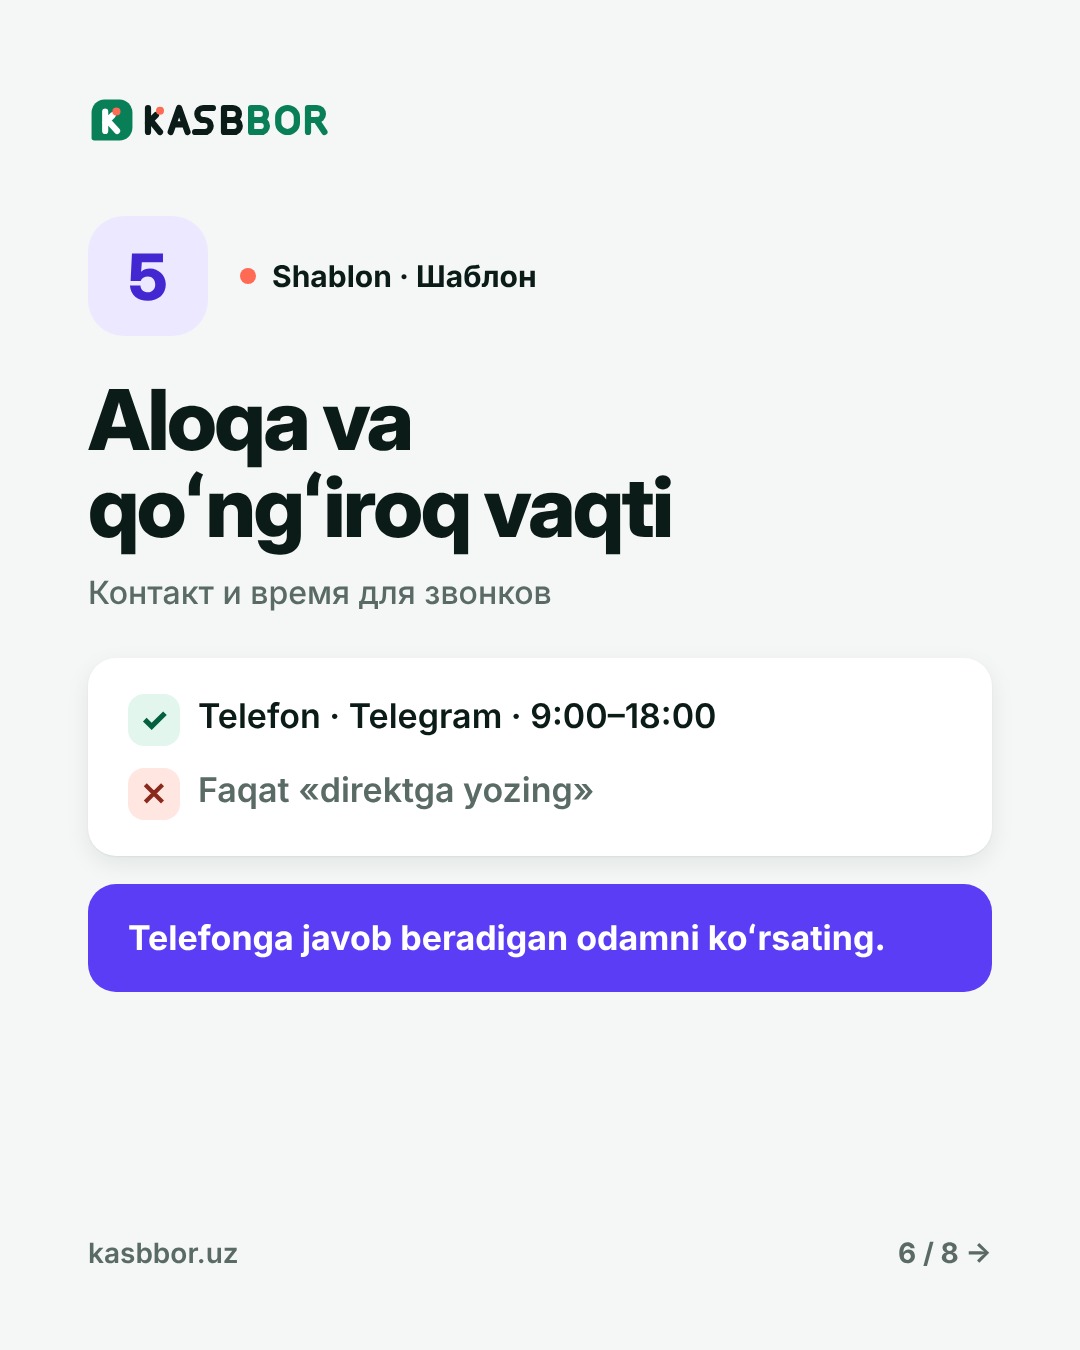 KASBBOR
5
Shablon · Шаблон
Aloqa va
qoʻngʻiroq vaqti
Контакт и время для звонков
Telefon · Telegram · 9:00–18:00
Faqat «direktga yozing»
Telefonga javob beradigan odamni koʻrsating.
kasbbor.uz
6 / 8 →